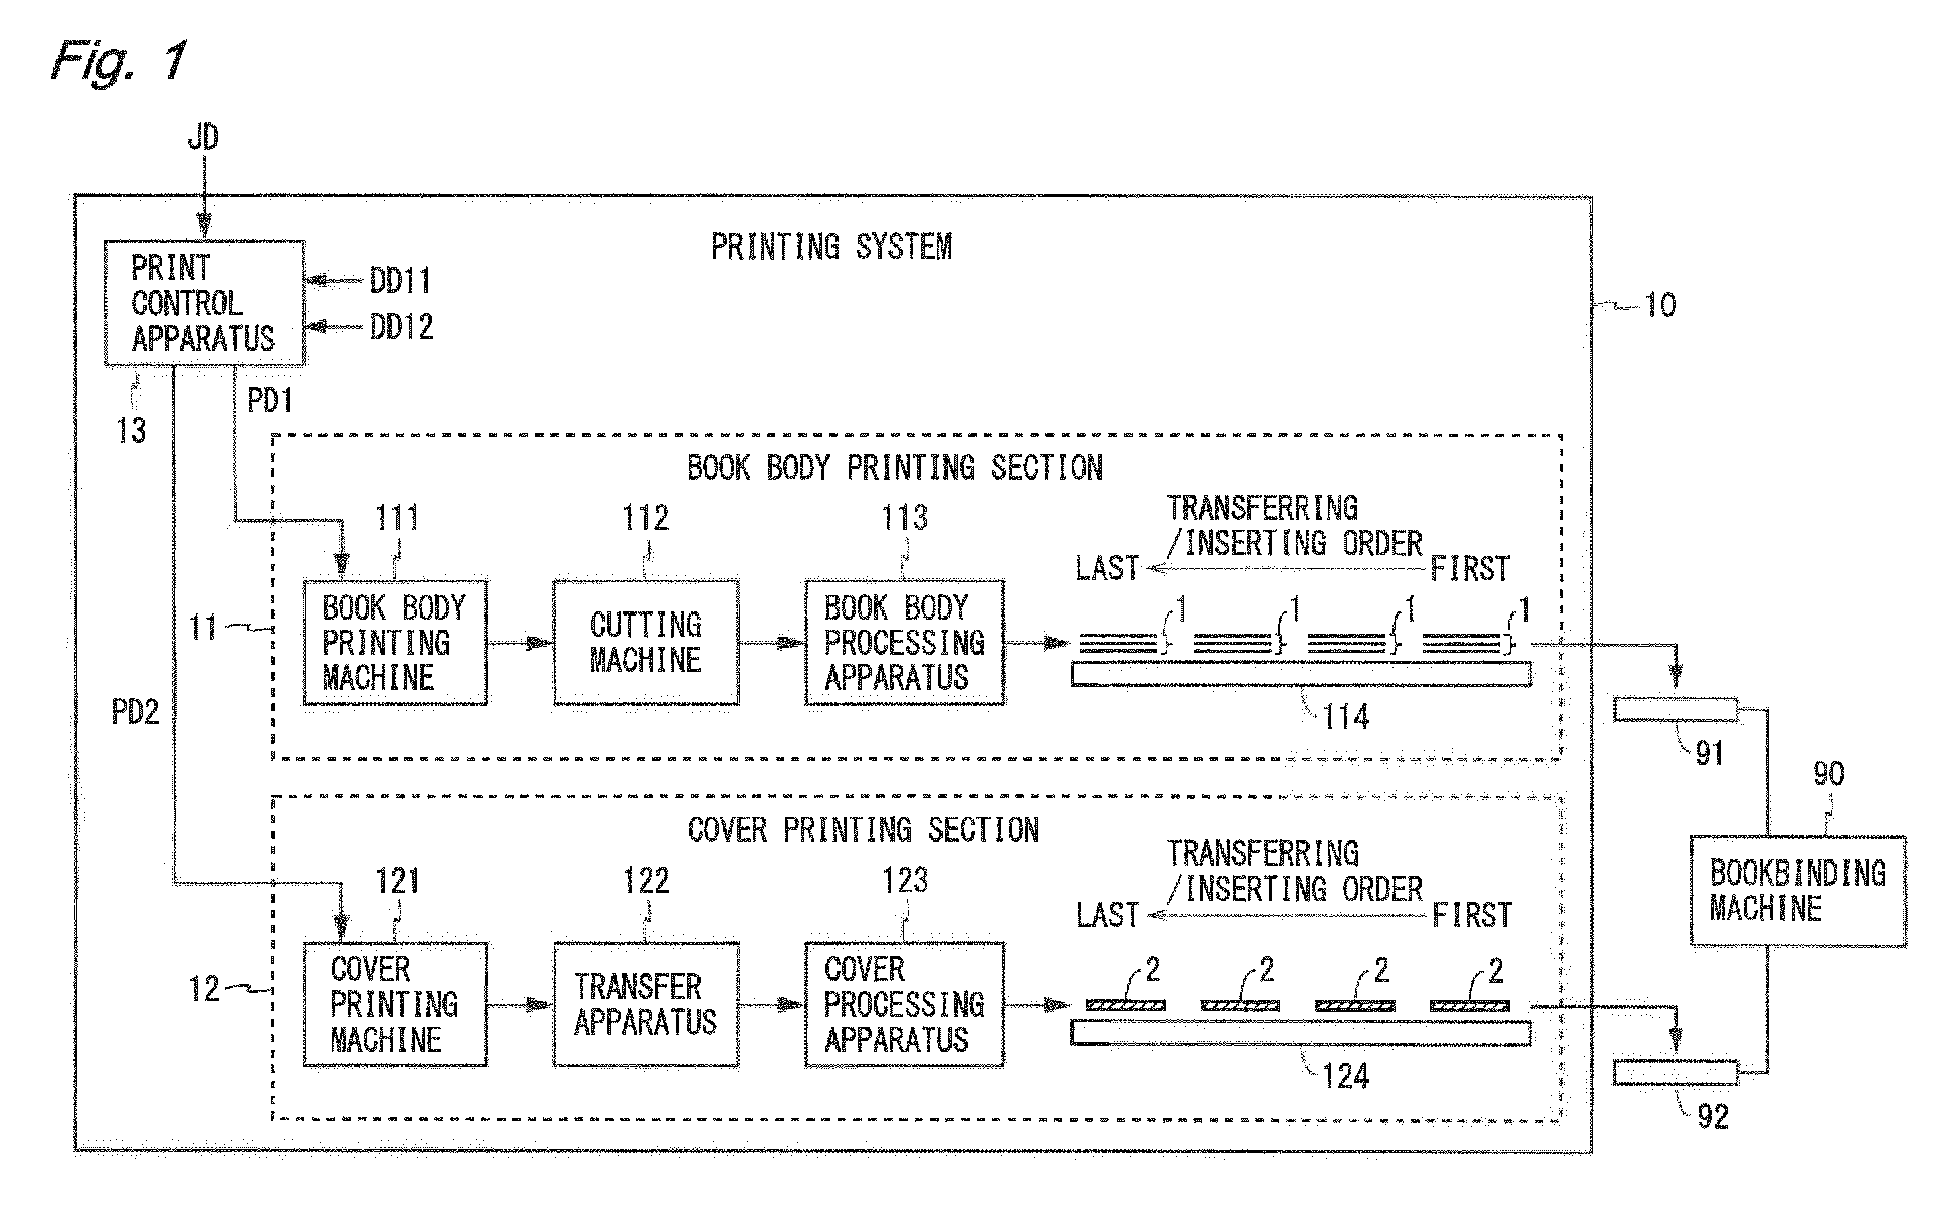 Fig. 1
JD
PRINTING SYSTEM
PRINT
CONTROL
APPARATUS
DD11
DD12
10
13
PD1
BOOK BODY PRINTING SECTION
111
112
113
TRANSFERRING
/INSERTING ORDER
LAST
FIRST
11
BOOK BODY
PRINTING
MACHINE
CUTTING
MACHINE
BOOK BODY
PROCESSING
APPARATUS
1
1
1
1
114
PD2
91
90
BOOKBINDING
MACHINE
COVER PRINTING SECTION
121
122
123
TRANSFERRING
/INSERTING ORDER
LAST
FIRST
12
COVER
PRINTING
MACHINE
TRANSFER
APPARATUS
COVER
PROCESSING
APPARATUS
2
2
2
2
124
92